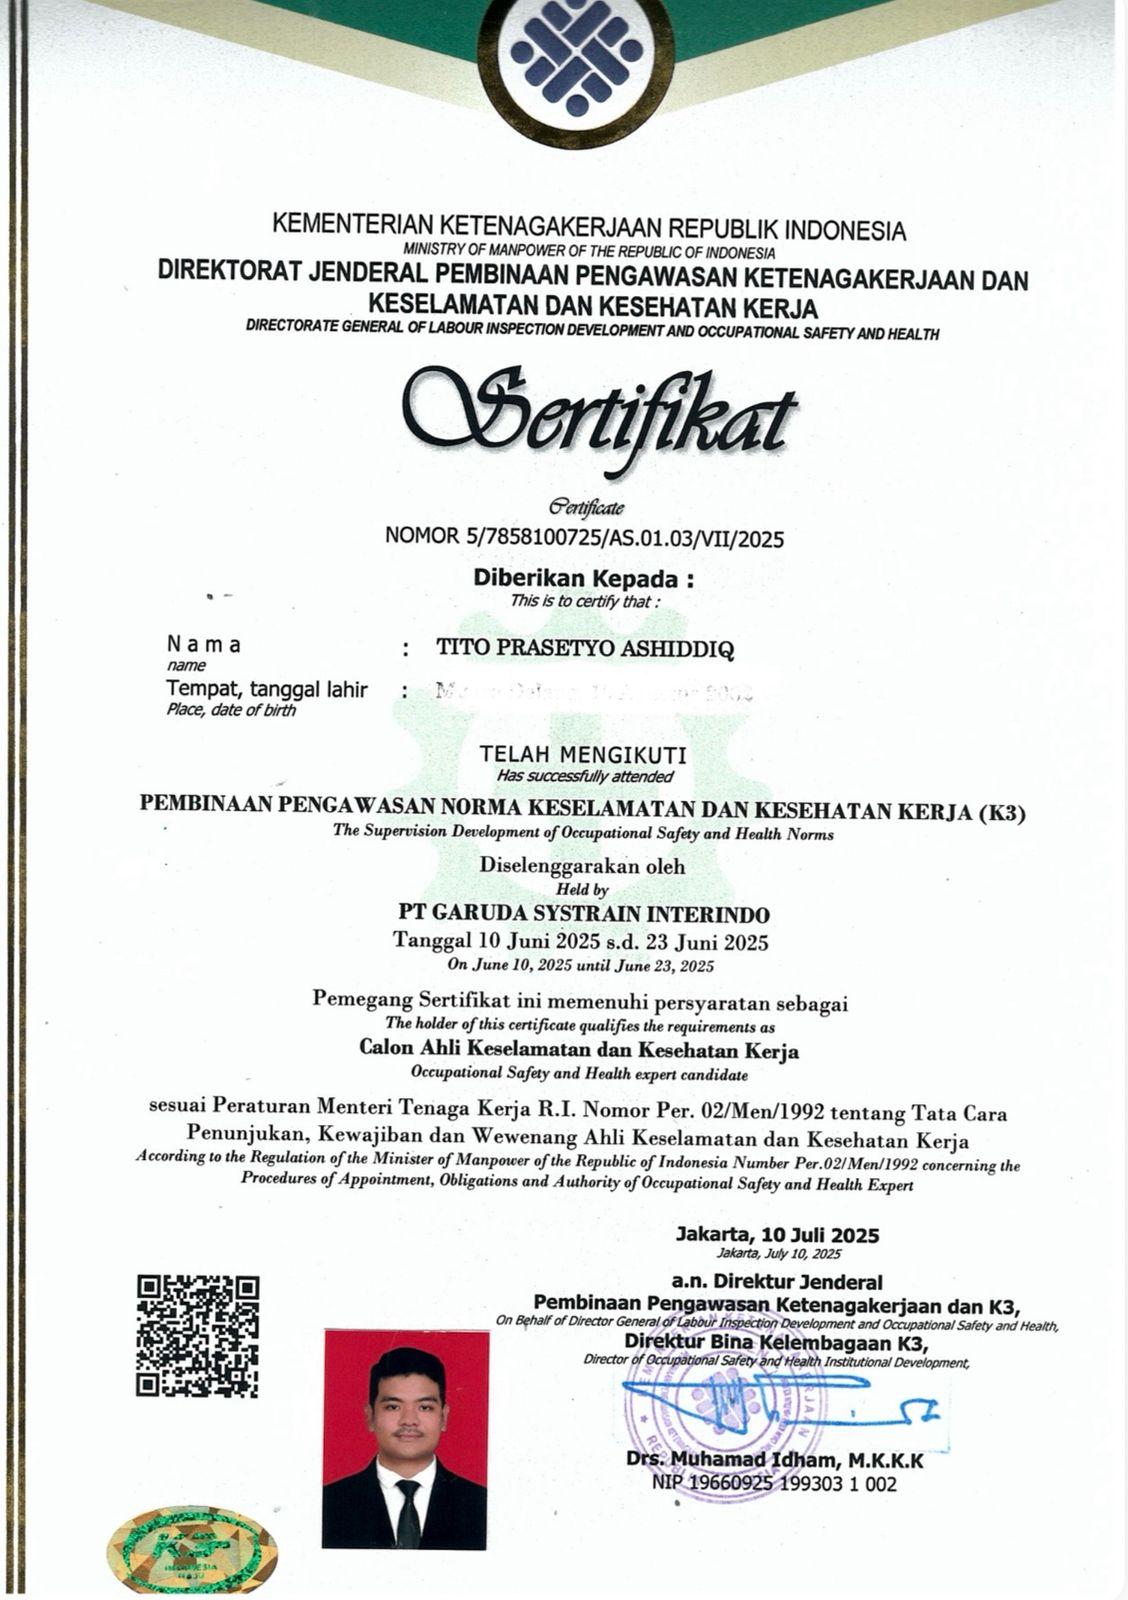 KEMENTERIAN KETENAGAKERJAAN REPUBLIK INDONESIA
MINISTRY OF MANPOWER OF THE REPUBLIC OF INDONESIA
DIREKTORAT JENDERAL PEMBINAAN PENGAWASAN KETENAGAKERJAAN DAN
KESELAMATAN DAN KESEHATAN KERJA
DIRECTORATE GENERAL OF LABOUR INSPECTION DEVELOPMENT AND OCCUPATIONAL SAFETY AND HEALTH
Sertifikat
Certificate
NOMOR 5/7858100725/AS.01.03/VII/2025
Diberikan Kepada :
This is to certify that :
Nama : TITO PRASETYO ASHIDDIQ
name
Tempat, tanggal lahir :
Place, date of birth
TELAH MENGIKUTI
Has successfully attended
PEMBINAAN PENGAWASAN NORMA KESELAMATAN DAN KESEHATAN KERJA (K3)
The Supervision Development of Occupational Safety and Health Norms
Diselenggarakan oleh
Held by
PT GARUDA SYSTRAIN INTERINDO
Tanggal 10 Juni 2025 s.d. 23 Juni 2025
On June 10, 2025 until June 23, 2025
Pemegang Sertifikat ini memenuhi persyaratan sebagai
The holder of this certificate qualifies the requirements as
Calon Ahli Keselamatan dan Kesehatan Kerja
Occupational Safety and Health expert candidate
sesuai Peraturan Menteri Tenaga Kerja R.I. Nomor Per. 02/Men/1992 tentang Tata Cara
Penunjukan, Kewajiban dan Wewenang Ahli Keselamatan dan Kesehatan Kerja
According to the Regulation of the Minister of Manpower of the Republic of Indonesia Number Per.02/Men/1992 concerning the
Procedures of Appointment, Obligations and Authority of Occupational Safety and Health Expert
Jakarta, 10 Juli 2025
Jakarta, July 10, 2025
a.n. Direktur Jenderal
Pembinaan Pengawasan Ketenagakerjaan dan K3,
On Behalf of Director General of Labour Inspection Development and Occupational Safety and Health,
Direktur Bina Kelembagaan K3,
Director of Occupational Safety and Health Institutional Development,
Drs. Muhamad Idham, M.K.K.K
NIP 19660925 199303 1 002